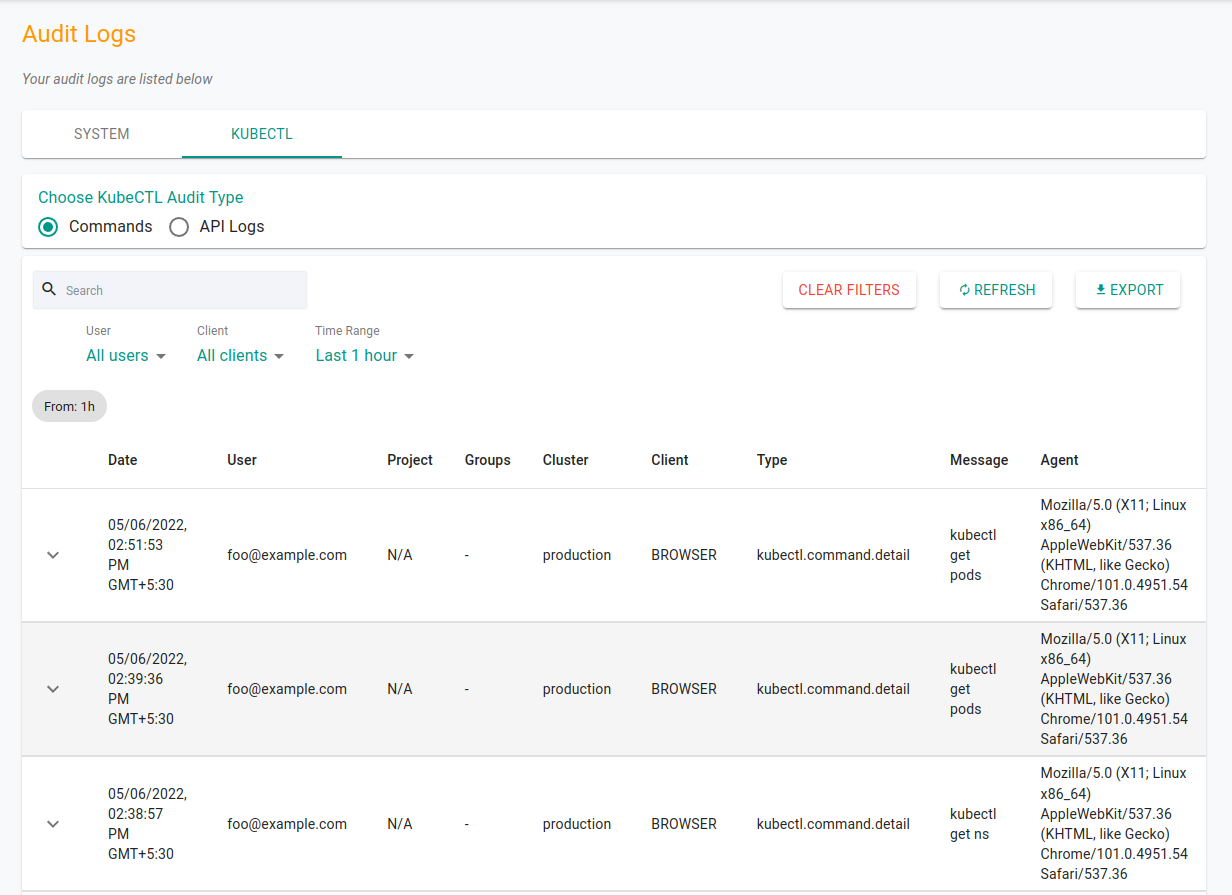 Audit Logs
Your audit logs are listed below
SYSTEM KUBECTL
Choose KubeCTL Audit Type
Commands API Logs
Search CLEAR FILTERS REFRESH EXPORT
User Client Time Range
All users All clients Last 1 hour
From: 1h
Date User Project Groups Cluster Client Type Message Agent
05/06/2022,
02:51:53
PM
GMT+5:30
foo@example.com N/A - production BROWSER kubectl.command.detail
kubectl
get
pods
Mozilla/5.0 (X11; Linux
x86_64)
AppleWebKit/537.36
(KHTML, like Gecko)
Chrome/101.0.4951.54
Safari/537.36
05/06/2022,
02:39:36
PM
GMT+5:30
foo@example.com N/A - production BROWSER kubectl.command.detail
kubectl
get
pods
Mozilla/5.0 (X11; Linux
x86_64)
AppleWebKit/537.36
(KHTML, like Gecko)
Chrome/101.0.4951.54
Safari/537.36
05/06/2022,
02:38:57
PM
GMT+5:30
foo@example.com N/A - production BROWSER kubectl.command.detail
kubectl
get ns
Mozilla/5.0 (X11; Linux
x86_64)
AppleWebKit/537.36
(KHTML, like Gecko)
Chrome/101.0.4951.54
Safari/537.36